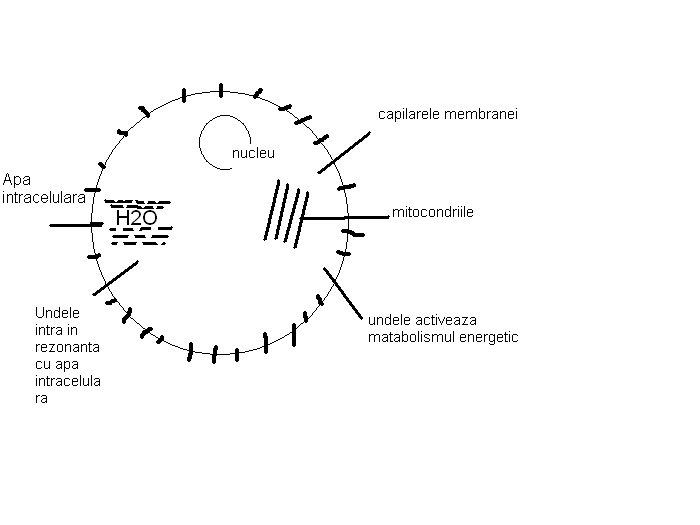 capilarele membranei
nucleu
Apa
intracelulara
H2O
mitocondriile
Undele
intra in
rezonanta
cu apa
intracelula
ra
undele activeaza
matabolismul energetic